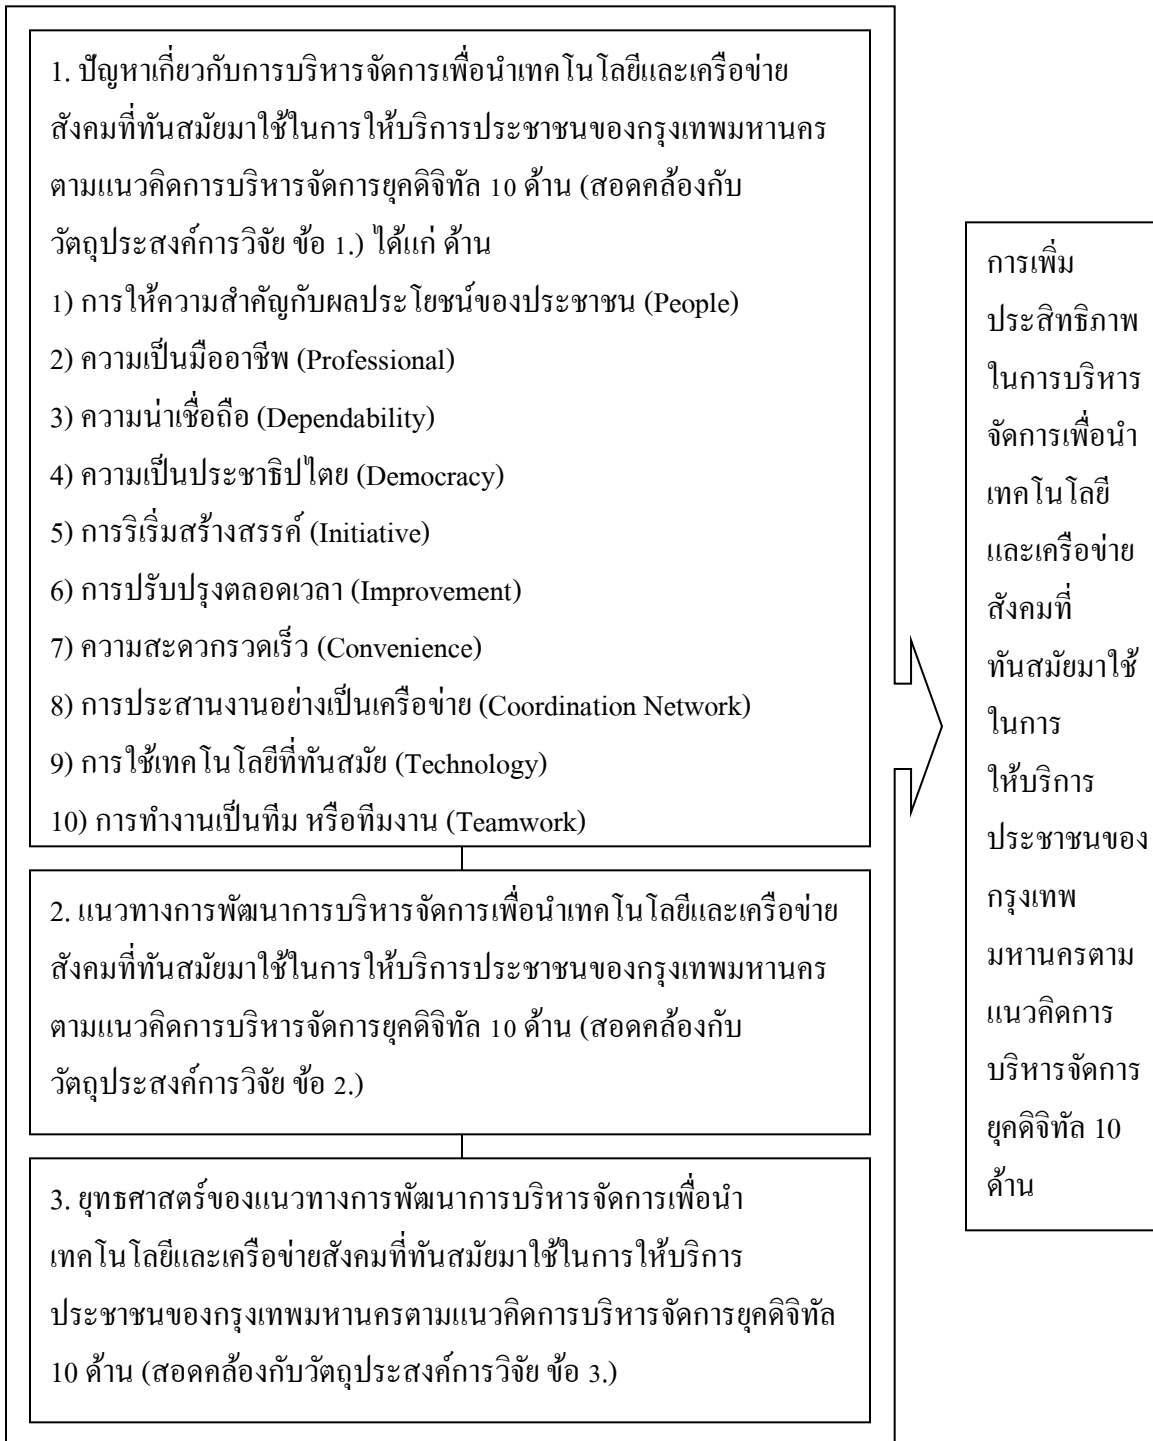 1. ปัญหาเกี่ยวกับการบริหารจัดการเพื่อนำเทคโนโลยีและเครือข่าย
สังคมที่ทันสมัยมาใช้ในการให้บริการประชาชนของกรุงเทพมหานคร
ตามแนวคิดการบริหารจัดการยุคดิจิทัล 10 ด้าน (สอดคล้องกับ
วัตถุประสงค์การวิจัย ข้อ 1.) ได้แก่ ด้าน
1) การให้ความสำคัญกับผลประโยชน์ของประชาชน (People)
2) ความเป็นมืออาชีพ (Professional)
3) ความน่าเชื่อถือ (Dependability)
4) ความเป็นประชาธิปไตย (Democracy)
5) การริเริ่มสร้างสรรค์ (Initiative)
6) การปรับปรุงตลอดเวลา (Improvement)
7) ความสะดวกรวดเร็ว (Convenience)
8) การประสานงานอย่างเป็นเครือข่าย (Coordination Network)
9) การใช้เทคโนโลยีที่ทันสมัย (Technology)
10) การทำงานเป็นทีม หรือทีมงาน (Teamwork)
2. แนวทางการพัฒนาการบริหารจัดการเพื่อนำเทคโนโลยีและเครือข่าย
สังคมที่ทันสมัยมาใช้ในการให้บริการประชาชนของกรุงเทพมหานคร
ตามแนวคิดการบริหารจัดการยุคดิจิทัล 10 ด้าน (สอดคล้องกับ
วัตถุประสงค์การวิจัย ข้อ 2.)
3. ยุทธศาสตร์ของแนวทางการพัฒนาการบริหารจัดการเพื่อนำ
เทคโนโลยีและเครือข่ายสังคมที่ทันสมัยมาใช้ในการให้บริการ
ประชาชนของกรุงเทพมหานครตามแนวคิดการบริหารจัดการยุคดิจิทัล
10 ด้าน (สอดคล้องกับวัตถุประสงค์การวิจัย ข้อ 3.)
การเพิ่ม
ประสิทธิภาพ
ในการบริหาร
จัดการเพื่อนำ
เทคโนโลยี
และเครือข่าย
สังคมที่
ทันสมัยมาใช้
ในการ
ให้บริการ
ประชาชนของ
กรุงเทพ
มหานครตาม
แนวคิดการ
บริหารจัดการ
ยุคดิจิทัล 10
ด้าน